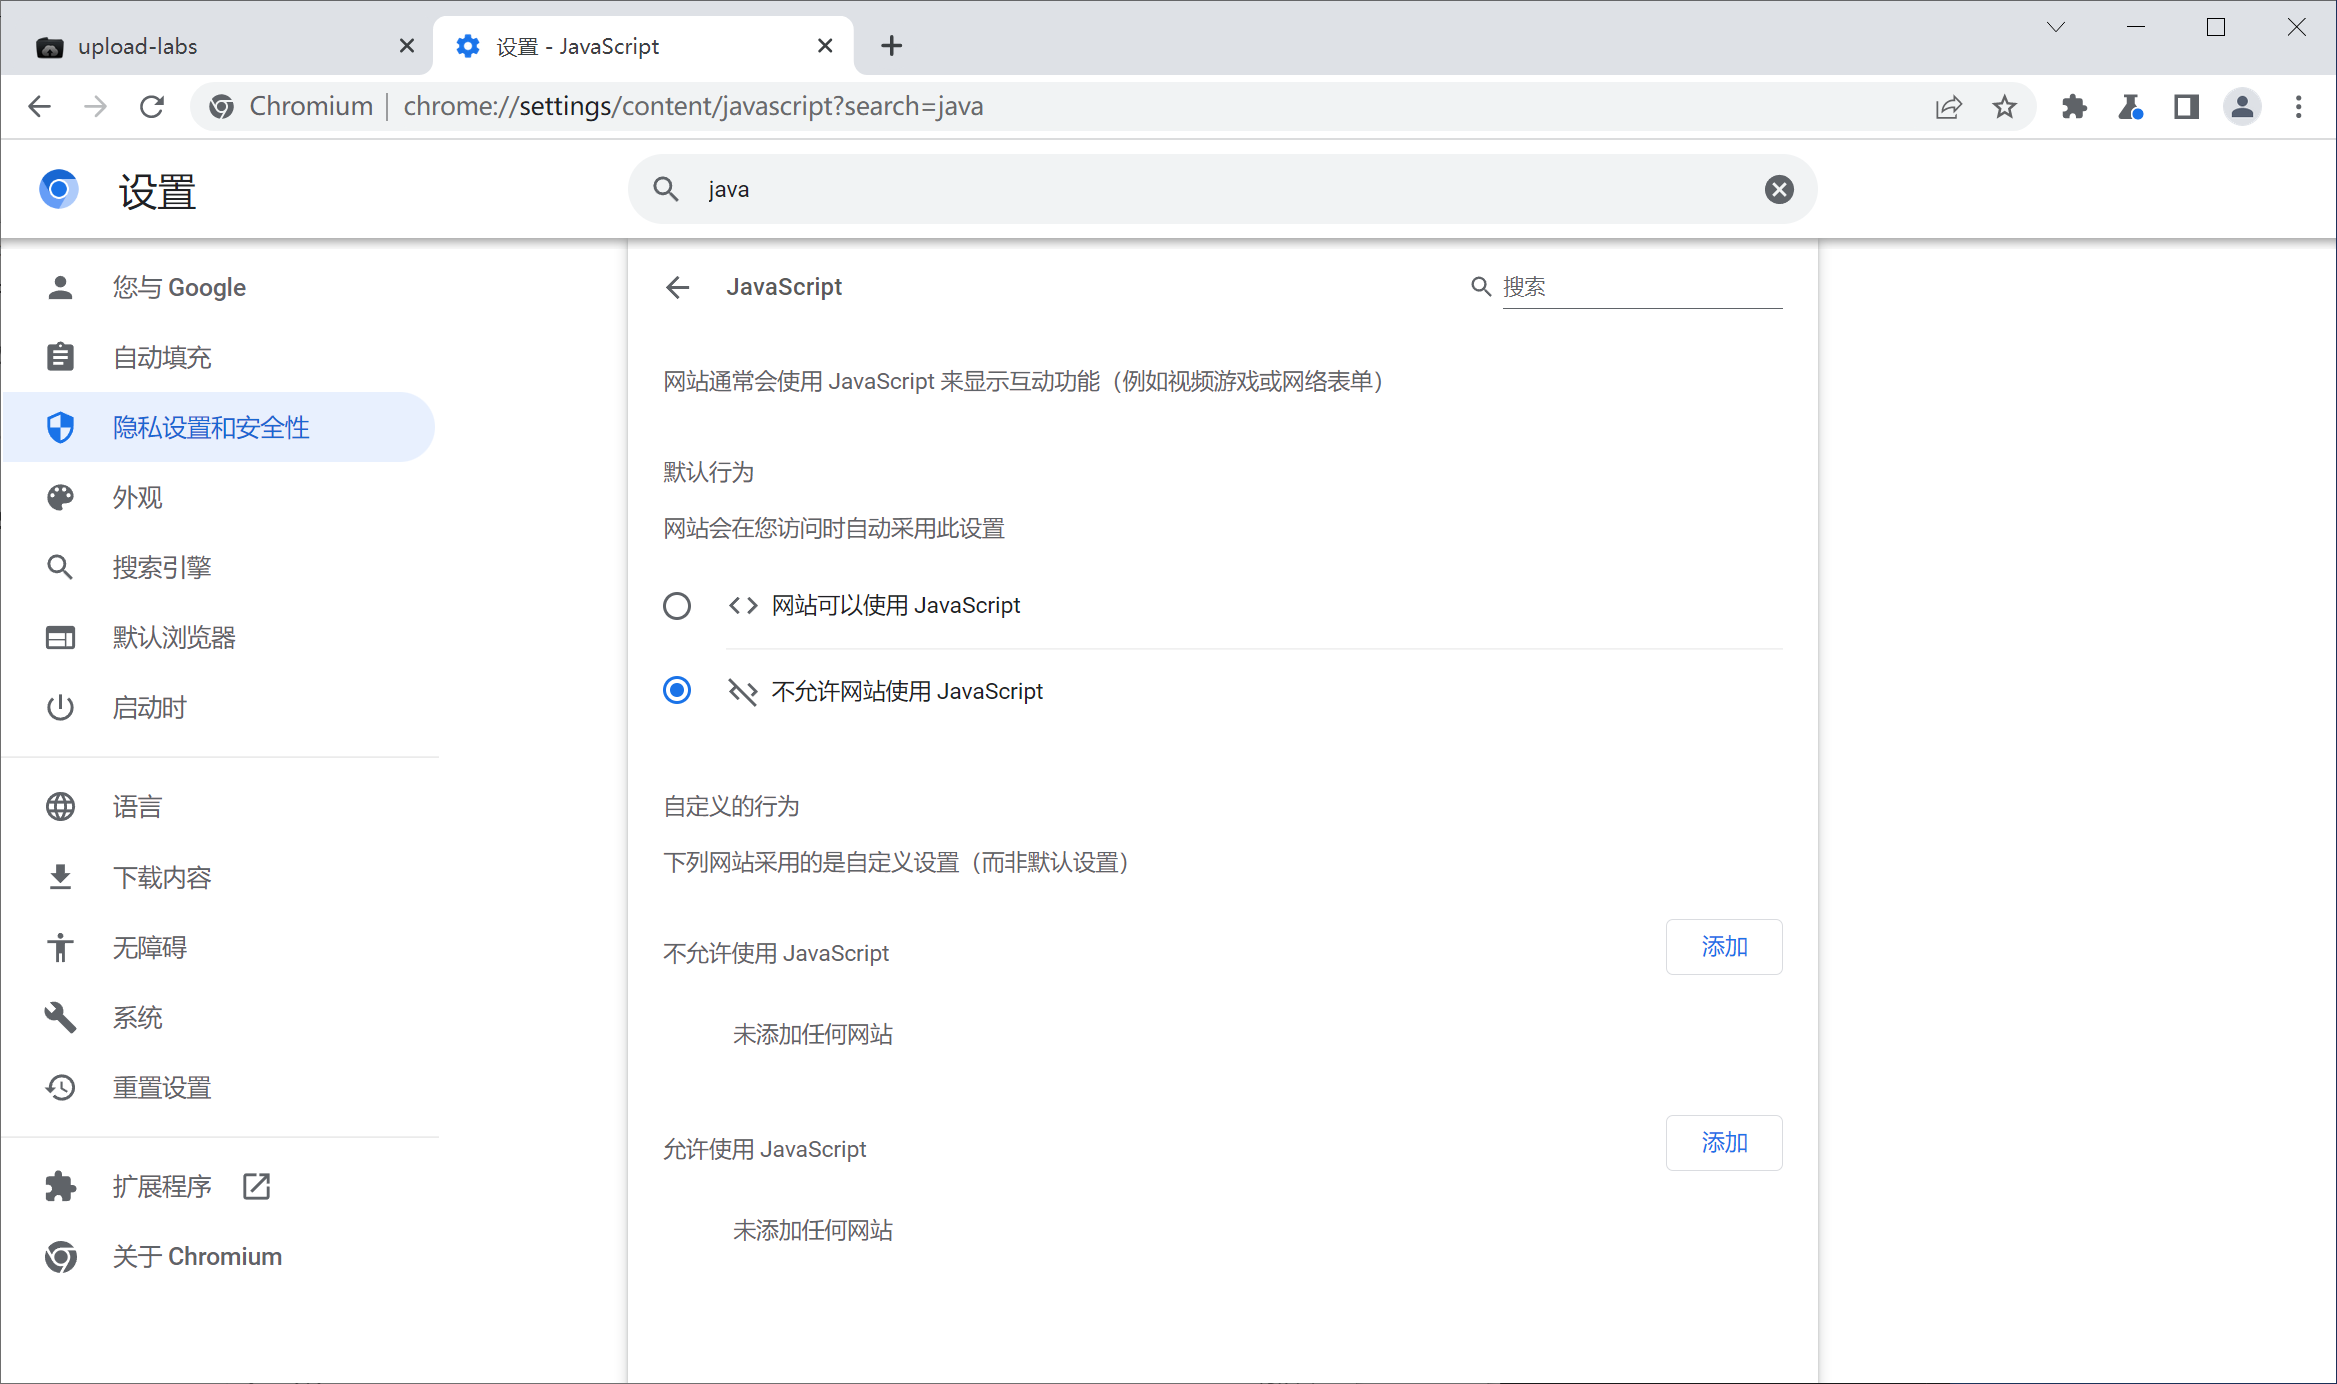 upload-labs
设置 - JavaScript
Chromium
chrome://settings/content/javascript?search=java
设置
java
您与 Google
自动填充
隐私设置和安全性
外观
搜索引擎
默认浏览器
启动时
语言
下载内容
无障碍
系统
重置设置
扩展程序
关于 Chromium
JavaScript
搜索
网站通常会使用 JavaScript 来显示互动功能（例如视频游戏或网络表单）
默认行为
网站会在您访问时自动采用此设置
网站可以使用 JavaScript
不允许网站使用 JavaScript
自定义的行为
下列网站采用的是自定义设置（而非默认设置）
不允许使用 JavaScript
添加
未添加任何网站
允许使用 JavaScript
添加
未添加任何网站